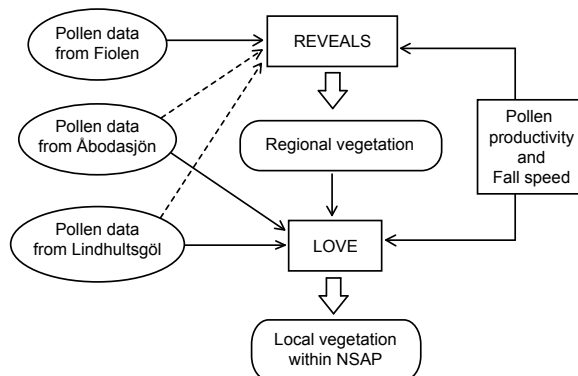 Pollen data
from Fiolen
REVEALS
Pollen data
from Åbodasjön
Regional vegetation
Pollen
productivity
and
Fall speed
Pollen data
from Lindhultsgöl
LOVE
Local vegetation
within NSAP